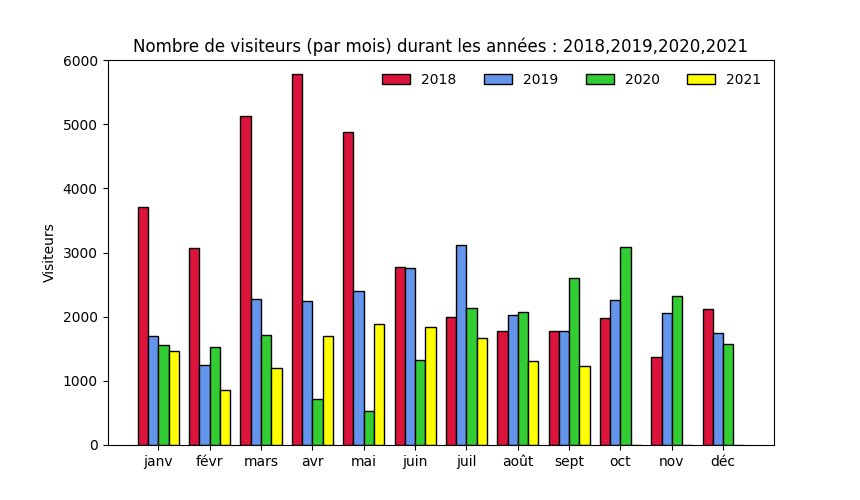 Nombre de visiteurs (par mois) durant les années : 2018,2019,2020,2021
2018 2019 2020 2021
Visiteurs
6000
5000
4000
3000
2000
1000
0
janv févr mars avr mai juin juil août sept oct nov déc